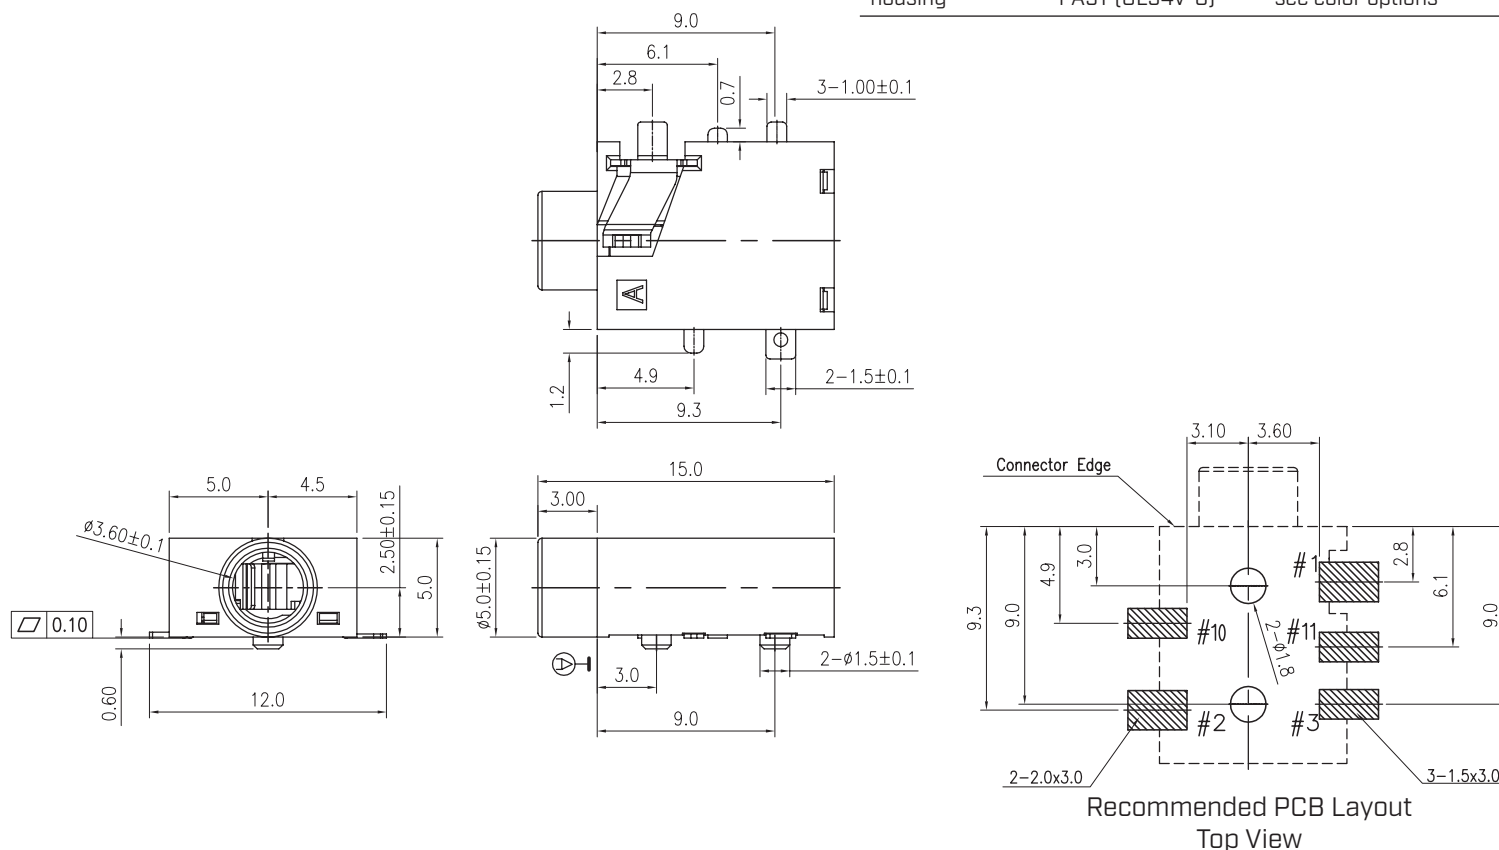 housing PA9T (UL94V-0) see color options
9.0
6.1
2.8
0.7
3-1.00±0.1
A
1.2
4.9
2-1.5±0.1
9.3
5.0
4.5
ø3.60±0.1
2.50±0.15
5.0
0.10
0.60
12.0
15.0
3.00
ø5.0±0.15
A
3.0
2-ø1.5±0.1
9.0
3.10
3.60
Connector Edge
9.3
9.0
4.9
3.0
#1
2.8
6.1
9.0
#10
#11
2-ø1.8
#2
#3
2-2.0x3.0
3-1.5x3.0
Recommended PCB Layout
Top View